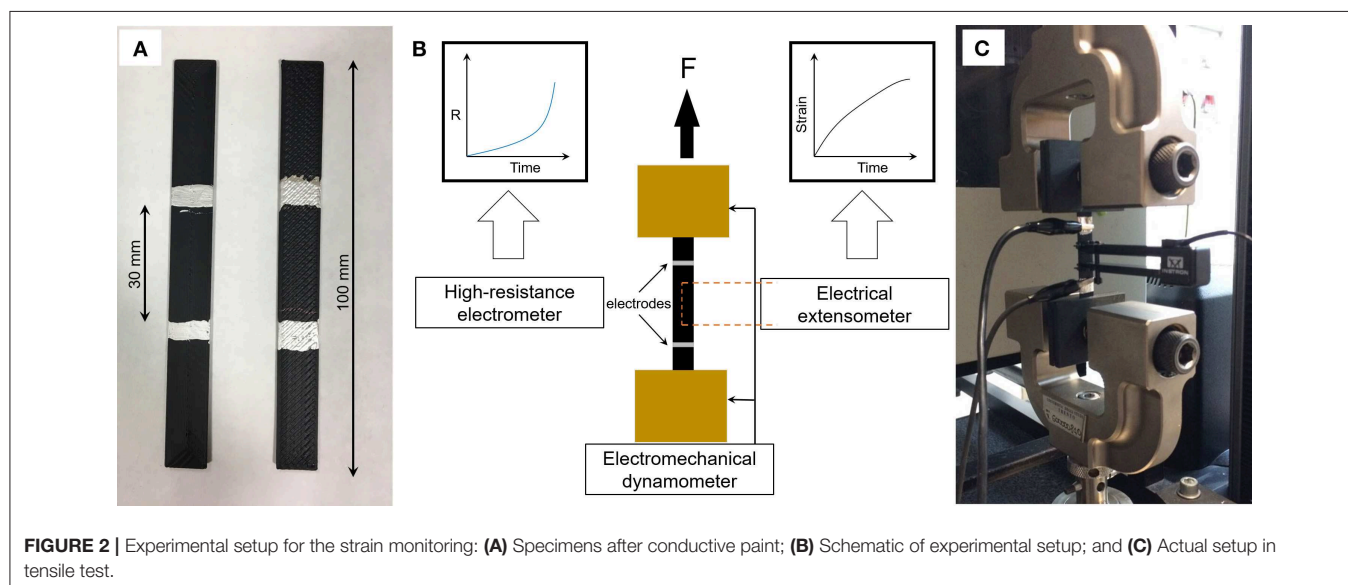 A
30 mm
100 mm
B
R
Time
F
Strain
Time
High-resistance
electrometer
electrodes
Electrical
extensometer
Electromechanical
dynamometer
C
INSTRON
FIGURE 2 | Experimental setup for the strain monitoring: (A) Specimens after conductive paint; (B) Schematic of experimental setup; and (C) Actual setup in
tensile test.